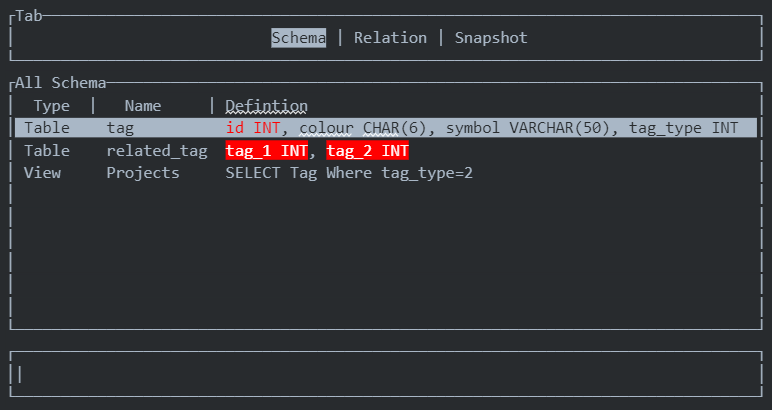 Tab
Schema | Relation | Snapshot
All Schema
Type | Name | Defintion
Table tag id INT, colour CHAR(6), symbol VARCHAR(50), tag_type INT
Table related_tag tag_1 INT, tag_2 INT
View Projects SELECT Tag Where tag_type=2